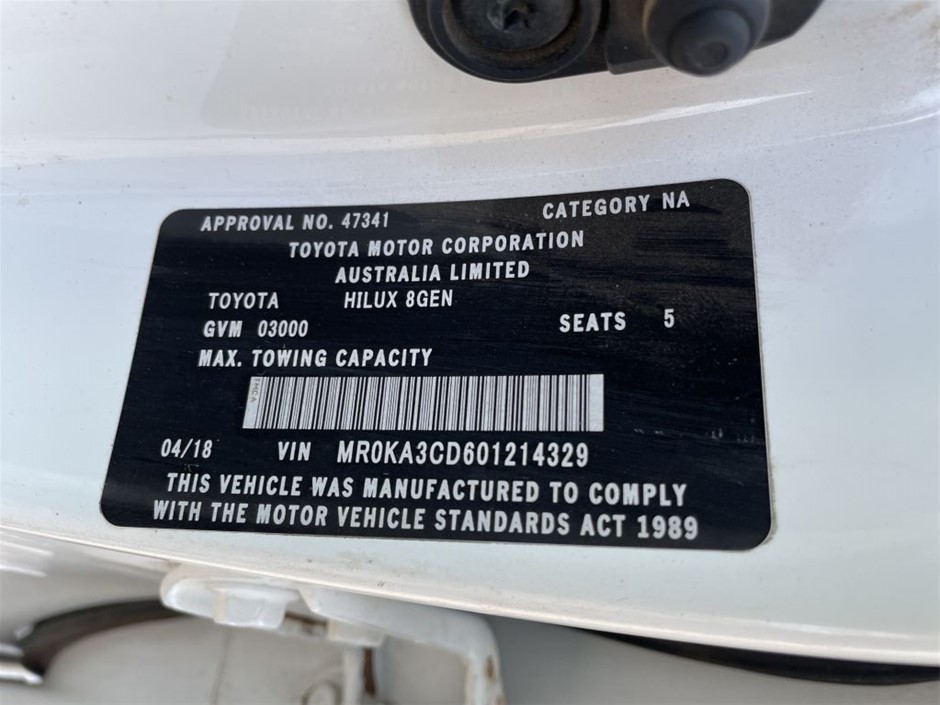 APPROVAL NO. 47341 CATEGORY NA
TOYOTA MOTOR CORPORATION
AUSTRALIA LIMITED
TOYOTA HILUX 8GEN
GVM 03000 SEATS 5
MAX. TOWING CAPACITY
TMCA
04/18 VIN MR0KA3CD601214329
THIS VEHICLE WAS MANUFACTURED TO COMPLY
WITH THE MOTOR VEHICLE STANDARDS ACT 1989